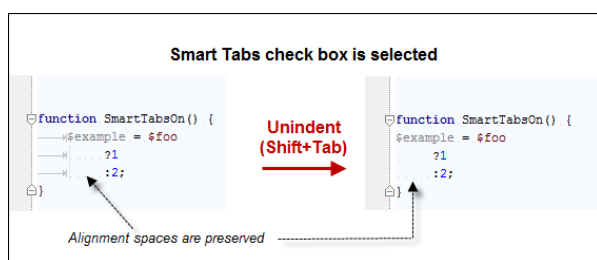 Smart Tabs check box is selected
function SmartTabsOn() {
$example = $foo
?1
:2;
}
Unindent
(Shift+Tab)
function SmartTabsOn() {
$example = $foo
?1
:2;
}
Alignment spaces are preserved